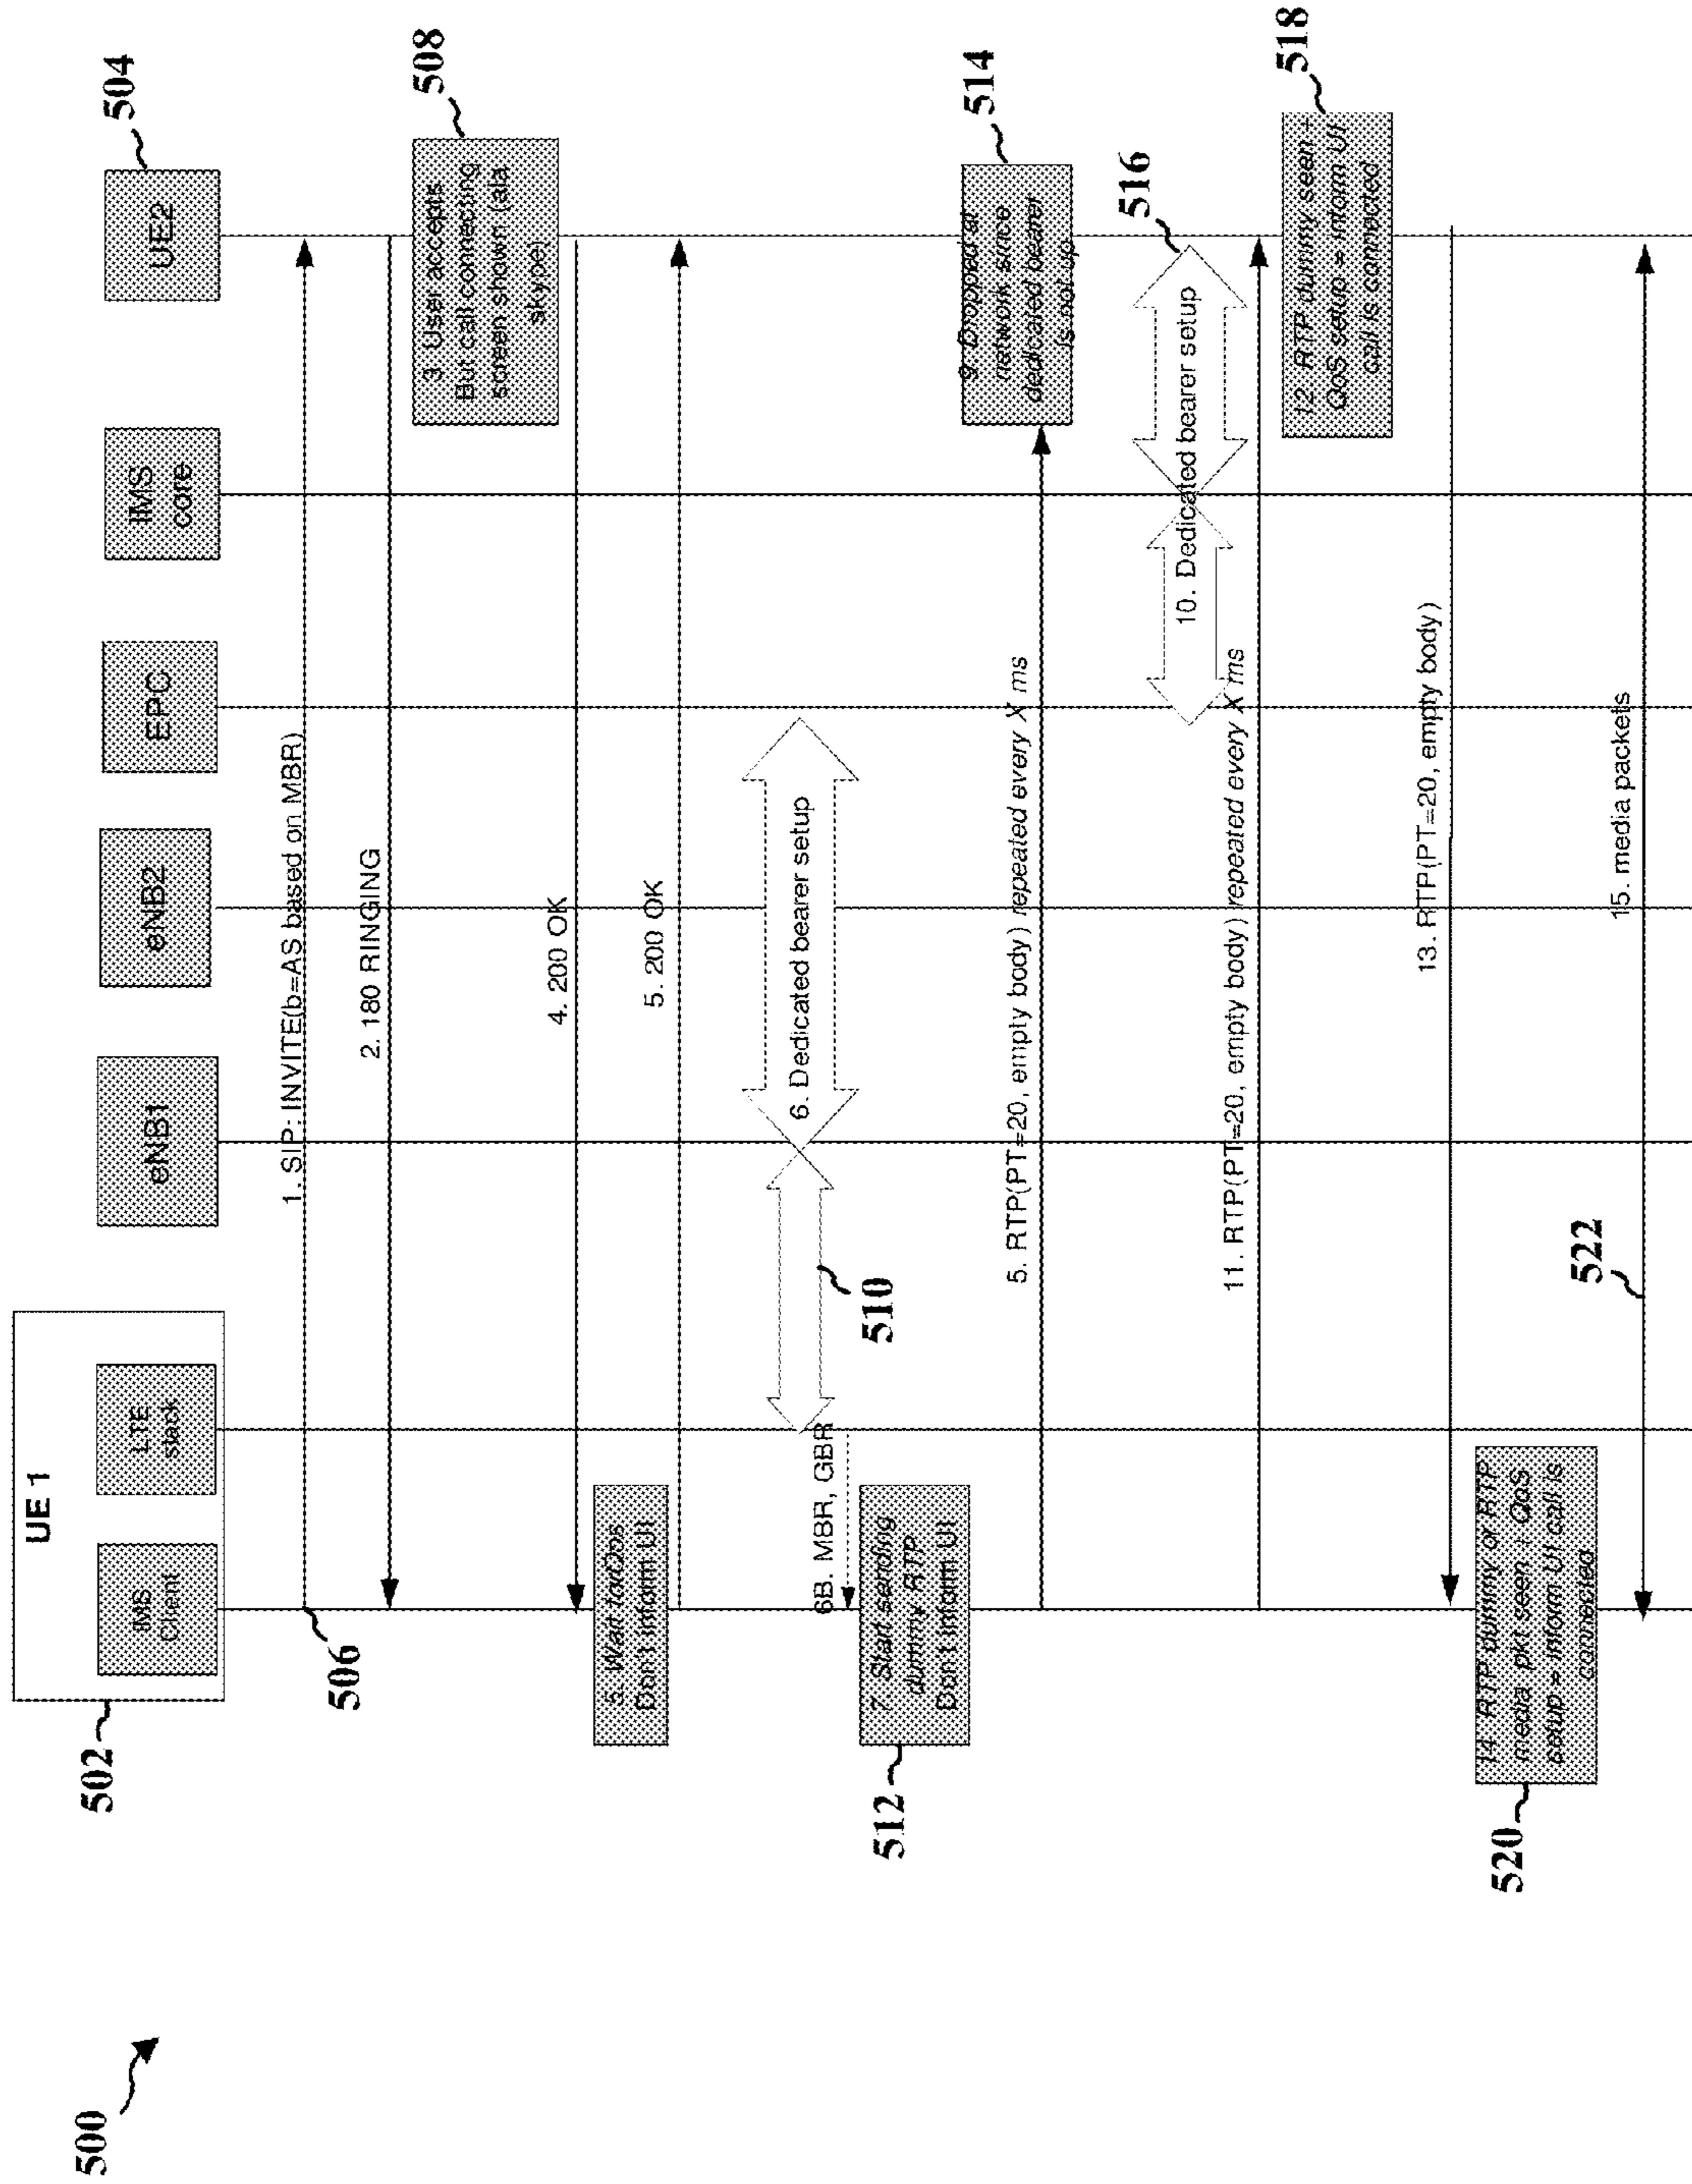 500
502
UE 1
IMS
Client
LTE
stack
eNB1
eNB2
EPC
IMS
core
UE2
504
506
1. SIP: INVITE(b=AS based on MBR)
2. 180 RINGING
3. User accepts
But call connecting
screen shown (ala
skype)
508
4. 200 OK
5. Wait forQos
Don't inform UI
5. 200 OK
6. Dedicated bearer setup
510
6B. MBR, GBR
7. Start sending
dummy RTP
Don't inform UI
512
5. RTP(PT=20, empty body) repeated every X ms
9. Dropped at
network since
dedicated bearer
is not up
514
10. Dedicated bearer setup
516
11. RTP(PT=20, empty body) repeated every X ms
12. RTP dummy seen +
QoS setup = inform UI
call is connected
518
13. RTP(PT=20, empty body)
14. RTP dummy or RTP
media pkt seen + QoS
setup = inform UI call is
connected
520
15. media packets
522